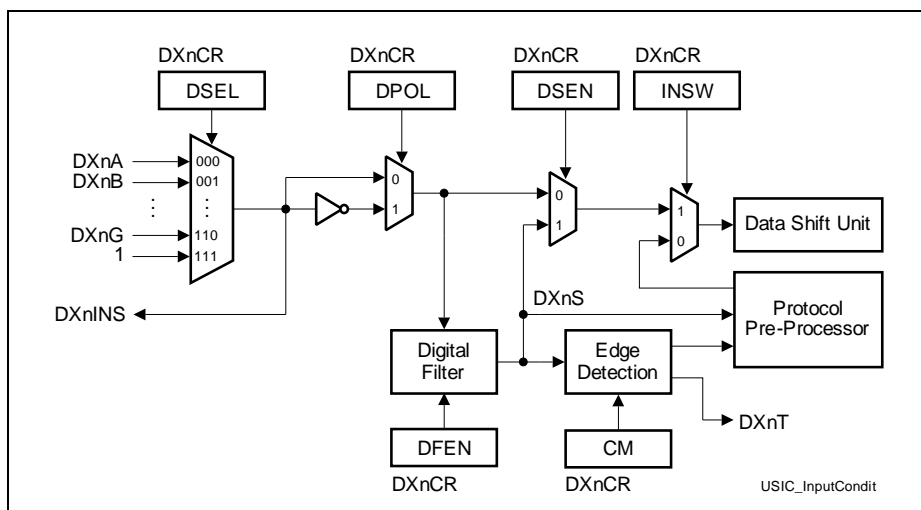 DXnCR
DXnCR
DXnCR
DXnCR
DSEL
DPOL
DSEN
INSW
DXnA
000
DXnB
001
0
0
1
Data Shift Unit
DXnG
110
1
1
0
1
111
DXnINS
DXnS
Protocol
Pre-Processor
Digital
Filter
Edge
Detection
DXnT
DFEN
CM
DXnCR
DXnCR
USIC_InputCondit